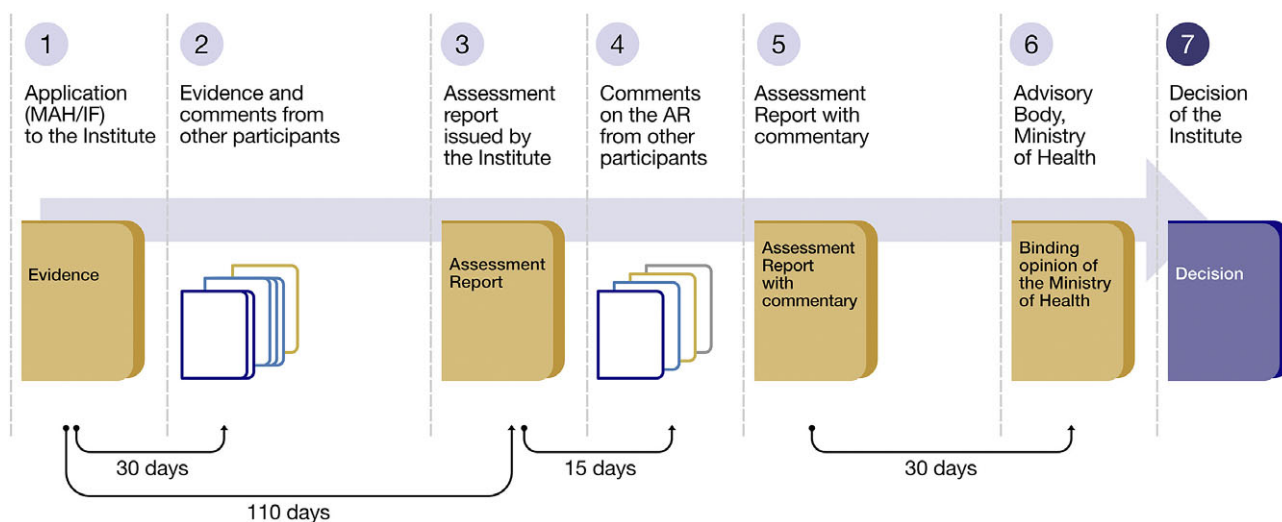 1
Application
(MAH/IF)
to the Institute
2
Evidence and
comments from
other participants
3
Assessment
report
issued by
the Institute
4
Comments
on the AR
from other
participants
5
Assessment
Report with
commentary
6
Advisory
Body,
Ministry
of Health
7
Decision
of the
Institute
Evidence
Assessment
Report
Assessment
Report
with
commentary
Binding
opinion of
the Ministry
of Health
Decision
30 days
15 days
30 days
110 days